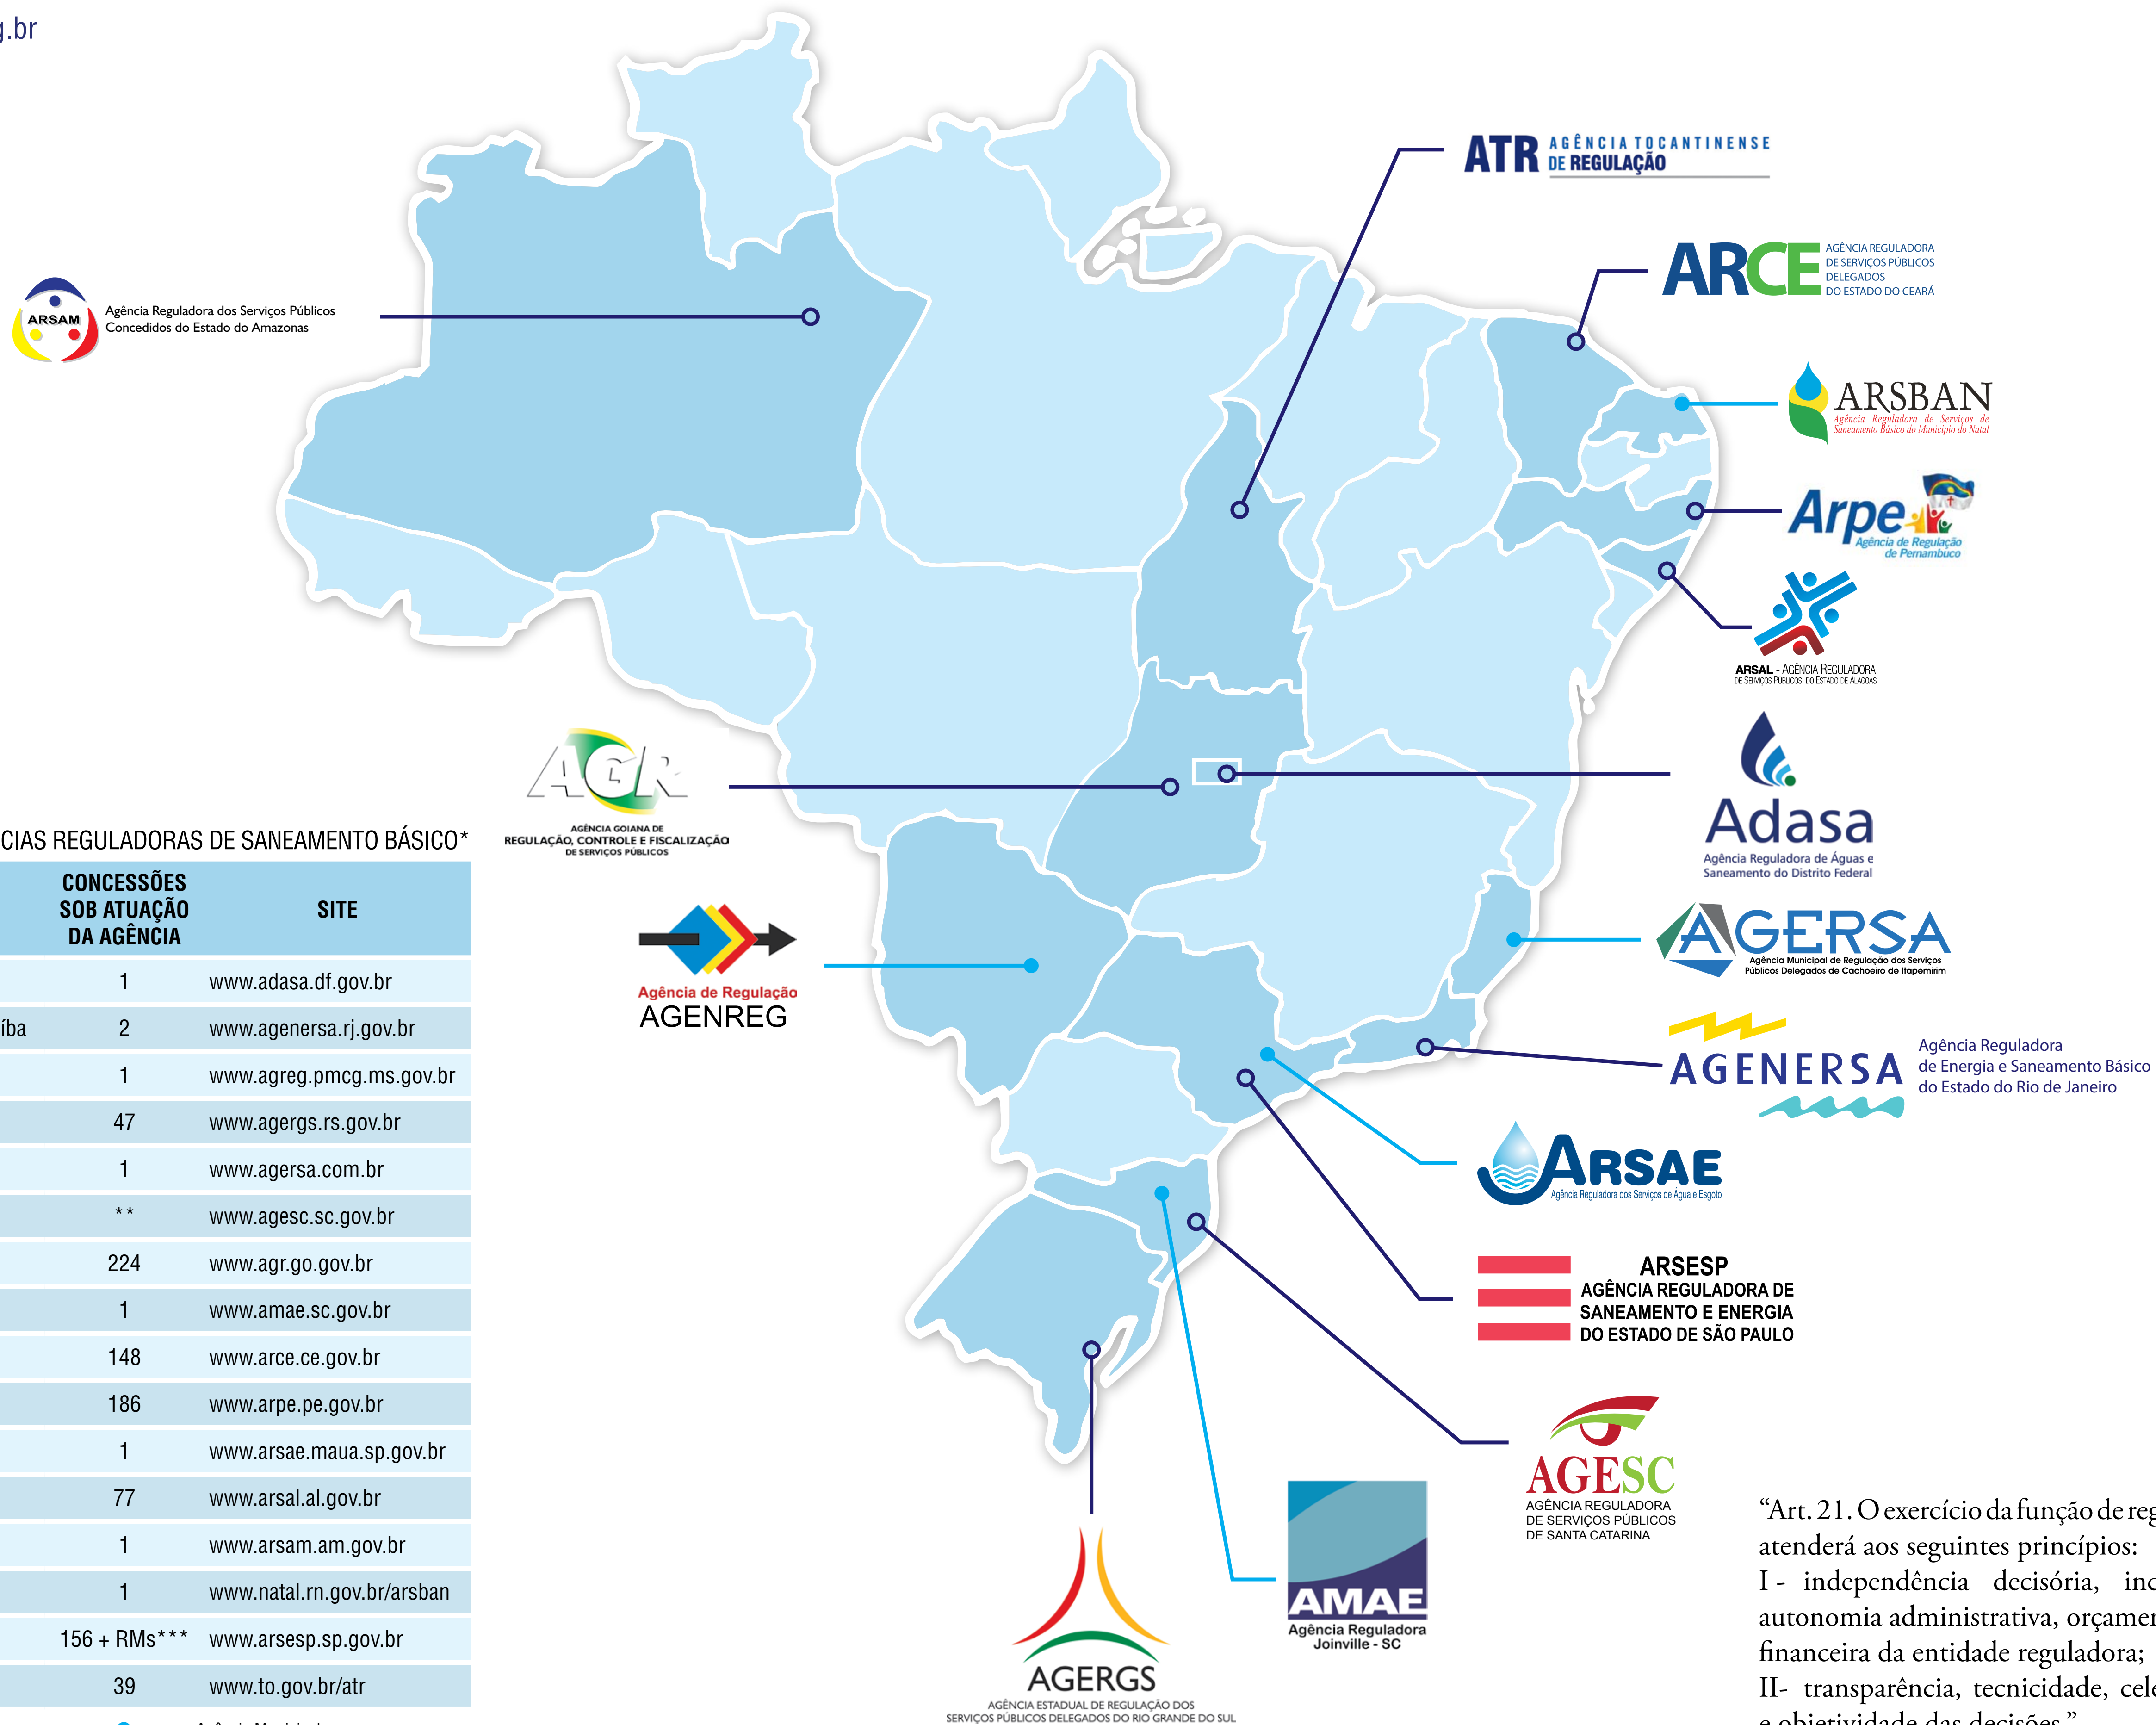 g.br
ATR AGÊNCIA TOCANTINENSE
DE REGULAÇÃO
ARCE AGÊNCIA REGULADORA
DE SERVIÇOS PÚBLICOS
DELEGADOS
DO ESTADO DO CEARÁ
ARSAM
Agência Reguladora dos Serviços Públicos
Concedidos do Estado do Amazonas
ARSBAN
Agência Reguladora de Serviços de
Saneamento Básico do Município do Natal
Arpe
Agência de Regulação
de Pernambuco
ARSAL - AGÊNCIA REGULADORA
DE SERVIÇOS PÚBLICOS DO ESTADO DE ALAGOAS
AGR
AGÊNCIA GOIANA DE
REGULAÇÃO, CONTROLE E FISCALIZAÇÃO
DE SERVIÇOS PÚBLICOS
Adasa
Agência Reguladora de Águas e
Saneamento do Distrito Federal
Agência de Regulação
AGENREG
AGERSA
Agência Municipal de Regulação dos Serviços
Públicos Delegados de Cachoeiro de Itapemirim
AGENERSA
Agência Reguladora
de Energia e Saneamento Básico
do Estado do Rio de Janeiro
ARSAE
Agência Reguladora dos Serviços de Água e Esgoto
ARSESP
AGÊNCIA REGULADORA DE
SANEAMENTO E ENERGIA
DO ESTADO DE SÃO PAULO
AGESC
AGÊNCIA REGULADORA
DE SERVIÇOS PÚBLICOS
DE SANTA CATARINA
AMAE
Agência Reguladora
Joinville - SC
AGERGS
AGÊNCIA ESTADUAL DE REGULAÇÃO DOS
SERVIÇOS PÚBLICOS DELEGADOS DO RIO GRANDE DO SUL
CIAS REGULADORAS DE SANEAMENTO BÁSICO*
CONCESSÕES
SOB ATUAÇÃO
DA AGÊNCIA
SITE
1 www.adasa.df.gov.br
íba 2 www.agenersa.rj.gov.br
1 www.agreg.pmcg.ms.gov.br
47 www.agergs.rs.gov.br
1 www.agersa.com.br
** www.agesc.sc.gov.br
224 www.agr.go.gov.br
1 www.amae.sc.gov.br
148 www.arce.ce.gov.br
186 www.arpe.pe.gov.br
1 www.arsae.maua.sp.gov.br
77 www.arsal.al.gov.br
1 www.arsam.am.gov.br
1 www.natal.rn.gov.br/arsban
156 + RMs*** www.arsesp.sp.gov.br
39 www.to.gov.br/atr
“Art. 21. O exercício da função de reg
atenderá aos seguintes princípios:
I - independência decisória, inc
autonomia administrativa, orçamen
financeira da entidade reguladora;
II- transparência, tecnicidade, cele
e objetividade das decisões.”